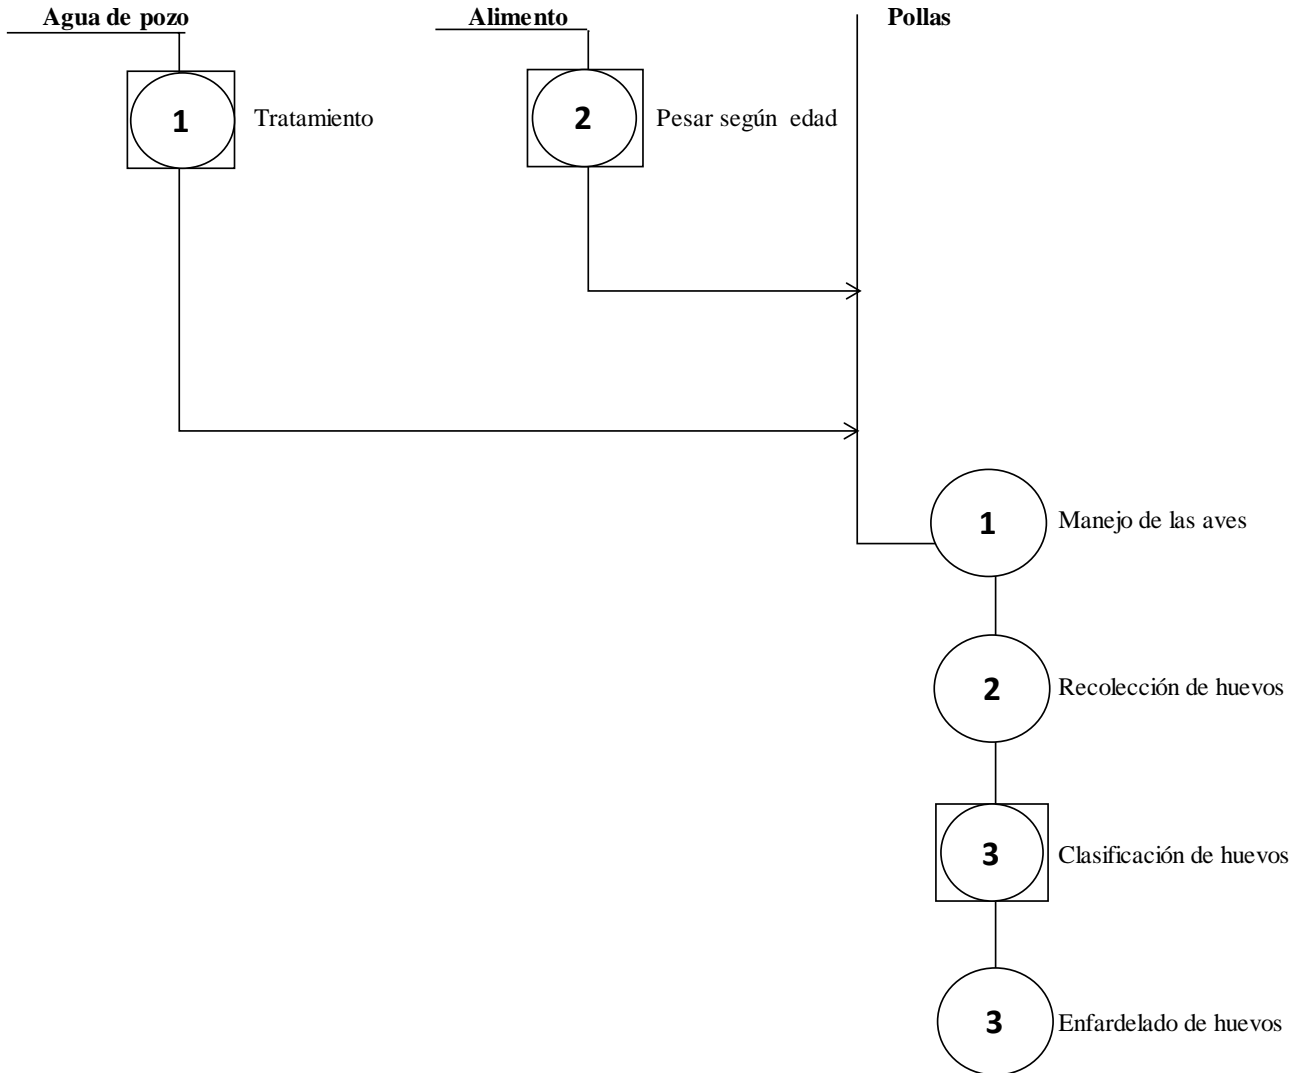 Agua de pozo
Alimento
Pollas
1
Tratamiento
2
Pesar según edad
1
Manejo de las aves
2
Recolección de huevos
3
Clasificación de huevos
3
Enfardelado de huevos